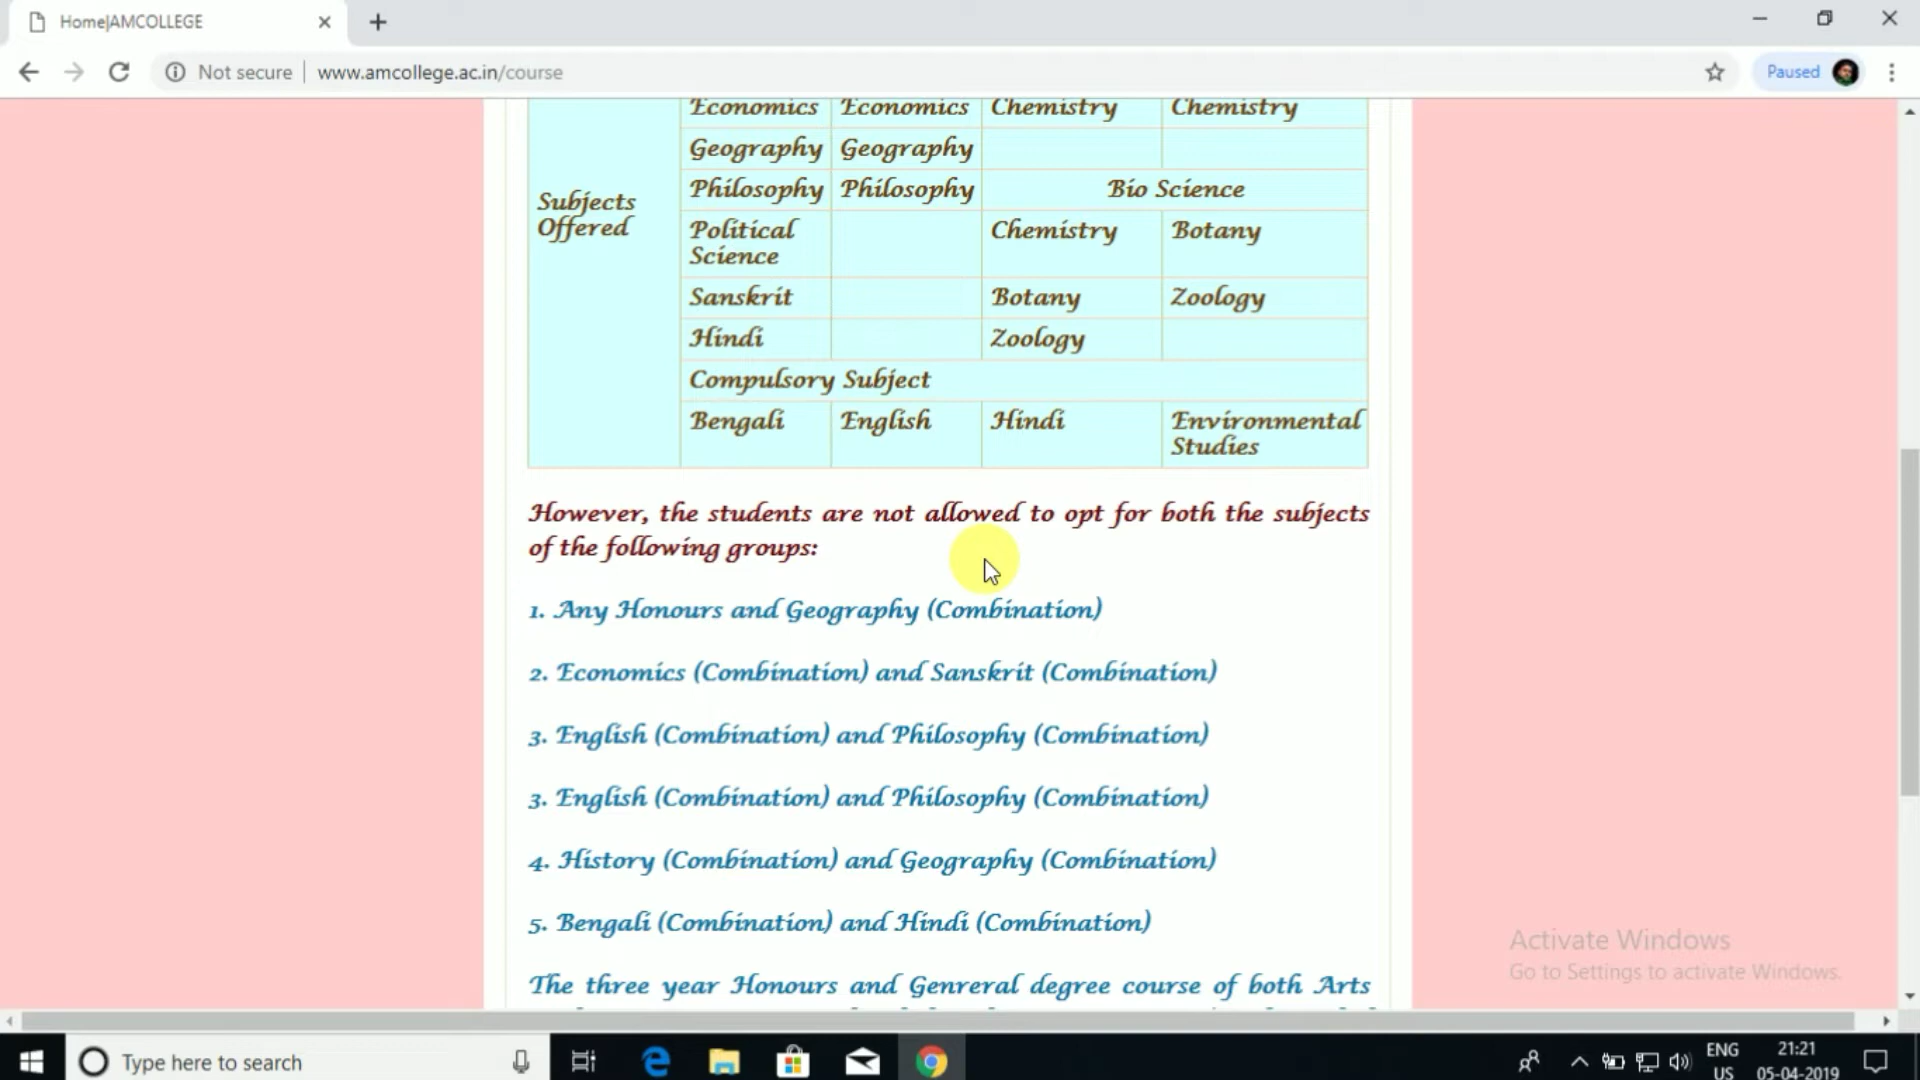 Home|AMCOLLEGE
Not secure www.amcollege.ac.in/course Paused
Economics Economics Chemistry Chemistry
Geography Geography
Subjects Offered
Philosophy Philosophy Bio Science
Political Science Chemistry Botany
Sanskrit Botany Zoology
Hindi Zoology
Compulsory Subject
Bengali English Hindi Environmental Studies
However, the students are not allowed to opt for both the subjects
of the following groups:
1. Any Honours and Geography (Combination)
2. Economics (Combination) and Sanskrit (Combination)
3. English (Combination) and Philosophy (Combination)
3. English (Combination) and Philosophy (Combination)
4. History (Combination) and Geography (Combination)
5. Bengali (Combination) and Hindi (Combination)
The three year Honours and Genreral degree course of both Arts
Activate Windows
Go to Settings to activate Windows.
Type here to search
ENG
US
21:21
05-04-2019